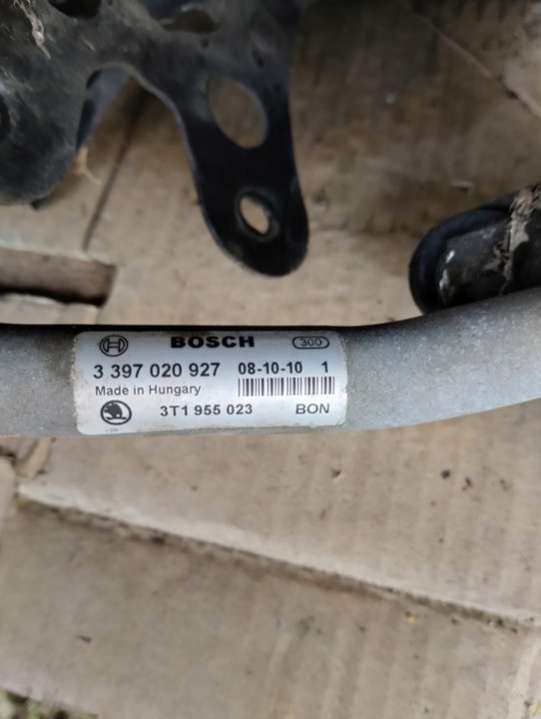 BOSCH 300
3 397 020 927 08-10-10 1
Made in Hungary
3T1 955 023 BON